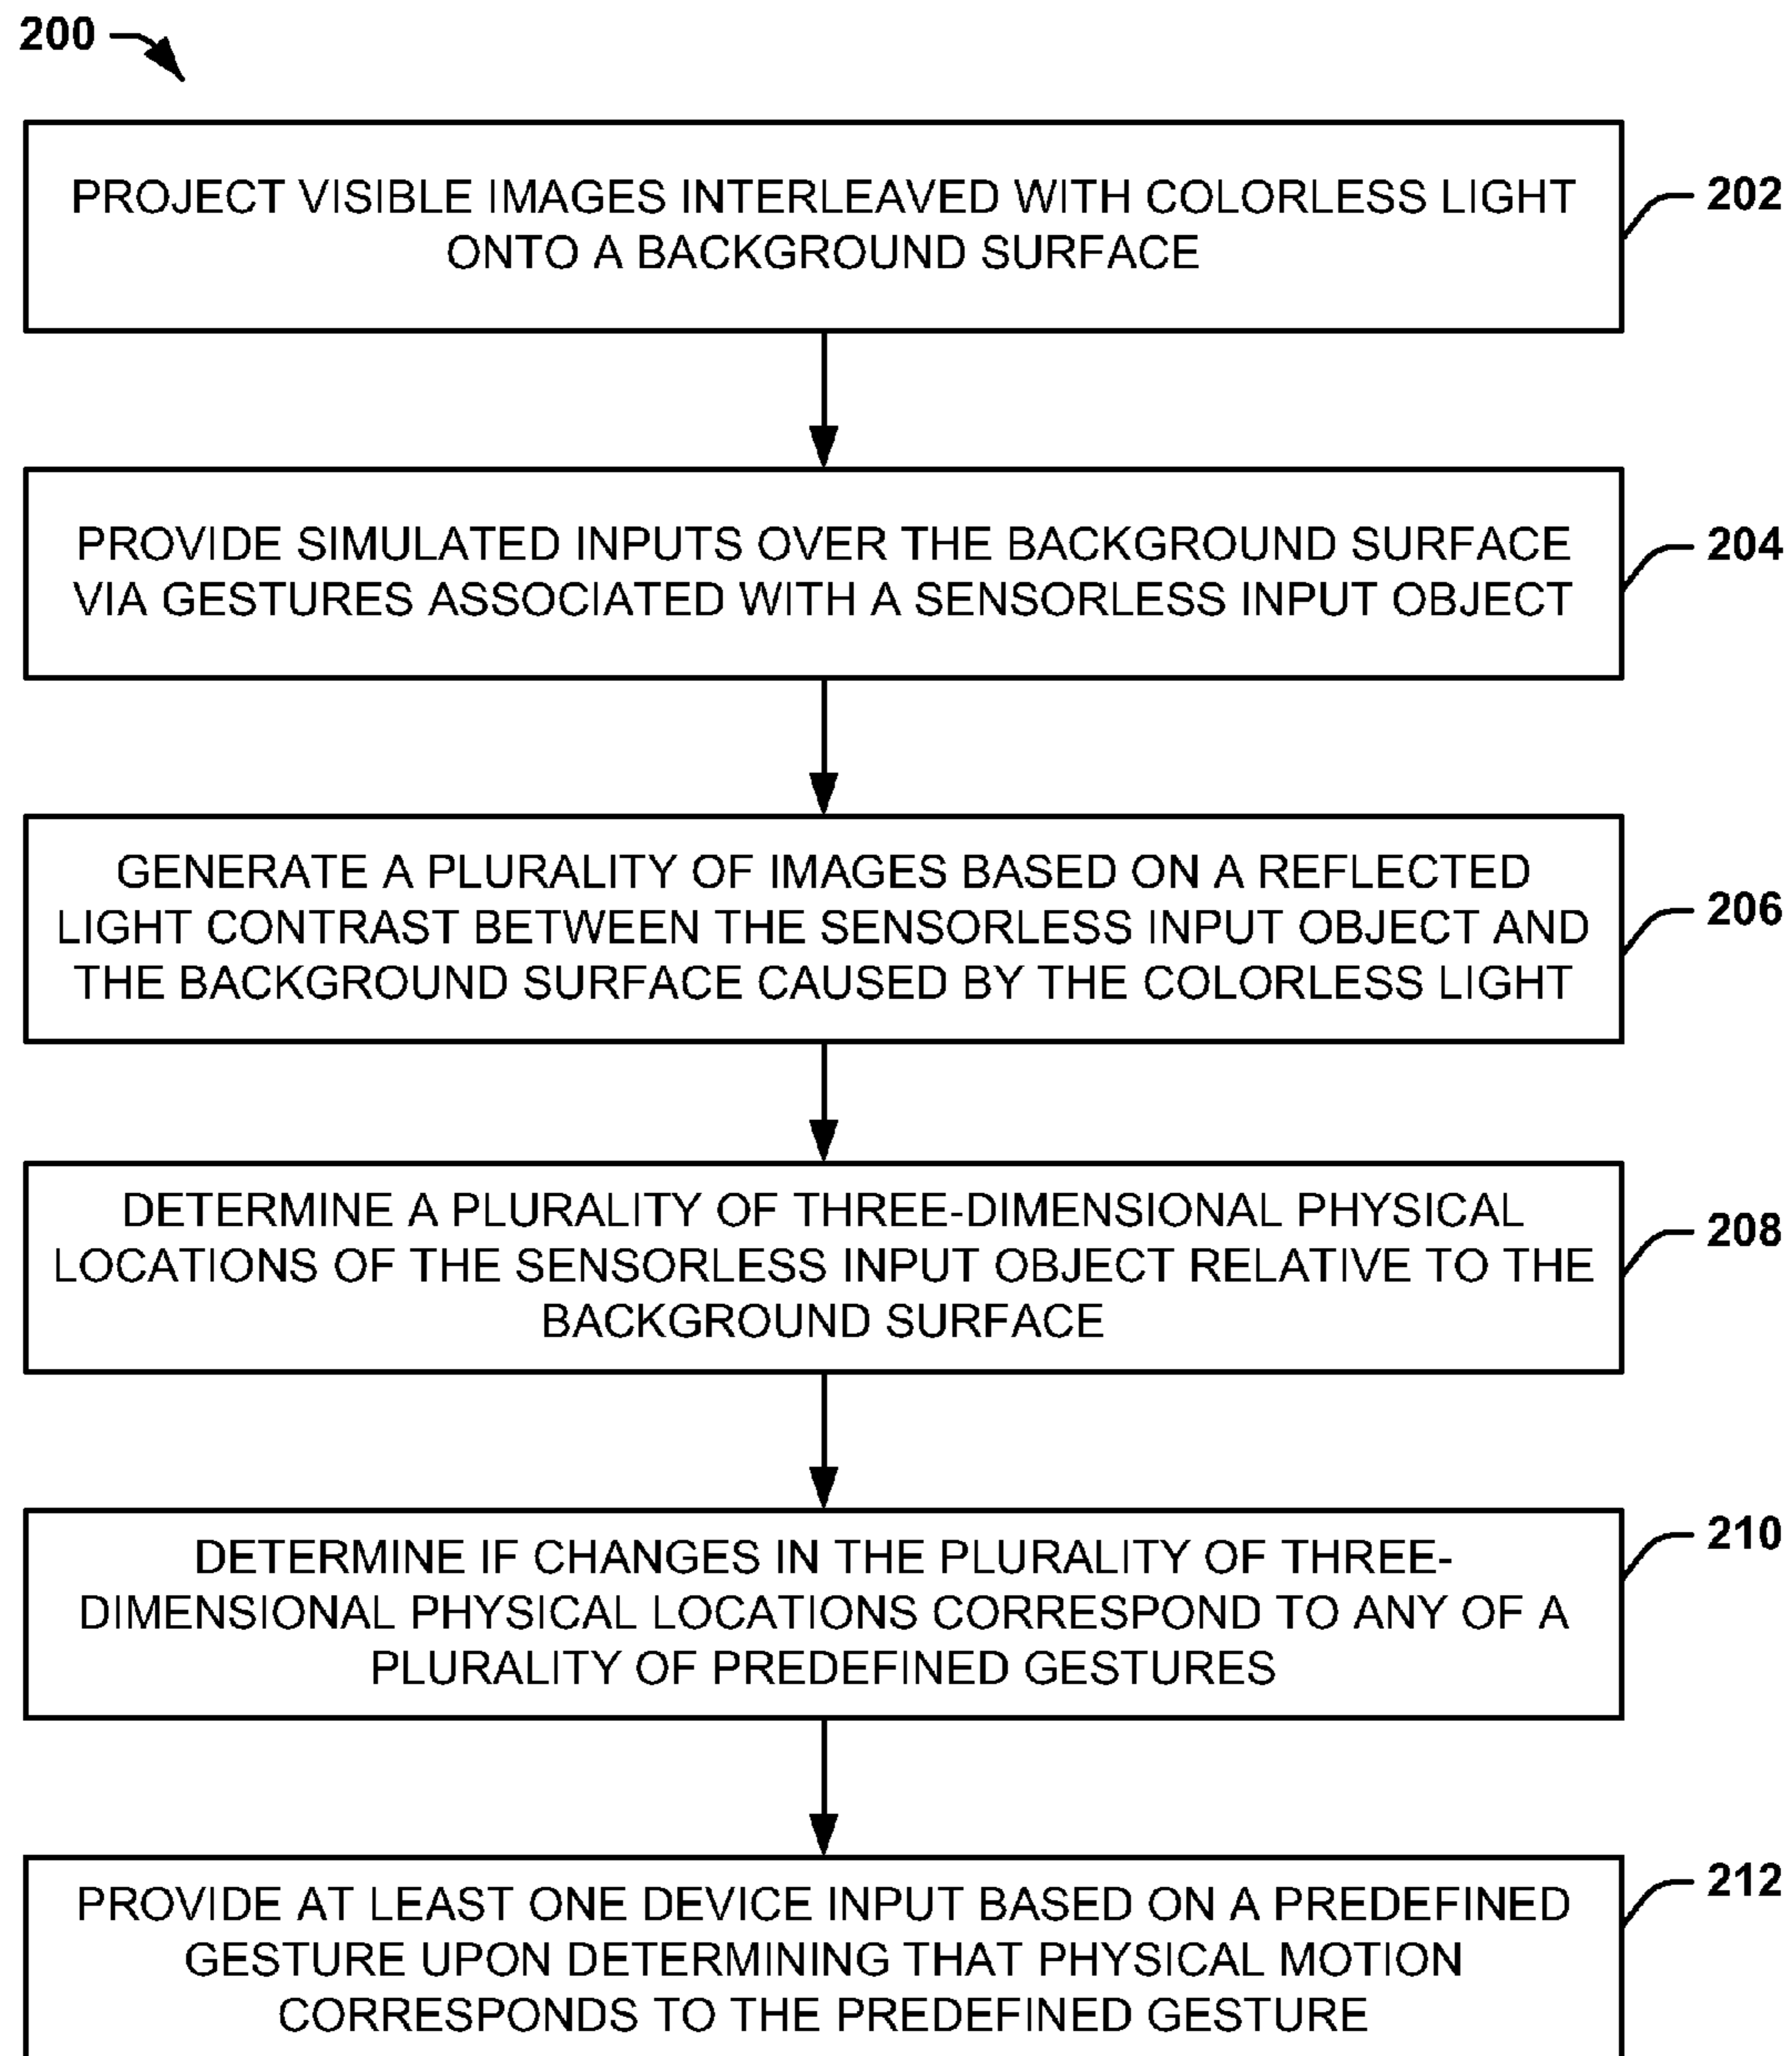 200
PROJECT VISIBLE IMAGES INTERLEAVED WITH COLORLESS LIGHT
ONTO A BACKGROUND SURFACE
202
PROVIDE SIMULATED INPUTS OVER THE BACKGROUND SURFACE
VIA GESTURES ASSOCIATED WITH A SENSORLESS INPUT OBJECT
204
GENERATE A PLURALITY OF IMAGES BASED ON A REFLECTED
LIGHT CONTRAST BETWEEN THE SENSORLESS INPUT OBJECT AND
THE BACKGROUND SURFACE CAUSED BY THE COLORLESS LIGHT
206
DETERMINE A PLURALITY OF THREE-DIMENSIONAL PHYSICAL
LOCATIONS OF THE SENSORLESS INPUT OBJECT RELATIVE TO THE
BACKGROUND SURFACE
208
DETERMINE IF CHANGES IN THE PLURALITY OF THREE-
DIMENSIONAL PHYSICAL LOCATIONS CORRESPOND TO ANY OF A
PLURALITY OF PREDEFINED GESTURES
210
PROVIDE AT LEAST ONE DEVICE INPUT BASED ON A PREDEFINED
GESTURE UPON DETERMINING THAT PHYSICAL MOTION
CORRESPONDS TO THE PREDEFINED GESTURE
212